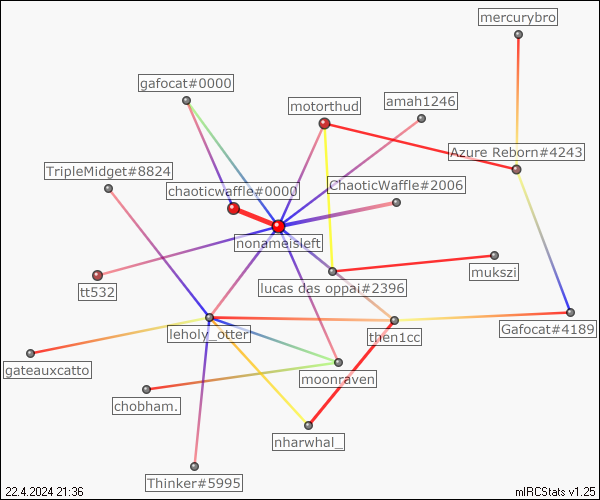 mercurybro
gafocat#0000
motorthud
amah1246
Azure Reborn#4243
TripleMidget#8824
chaoticwaffle#0000
ChaoticWaffle#2006
nonameisleft
mukszi
tt532
lucas das oppai#2396
leholy_otter
then1cc
Gafocat#4189
gateauxcatto
moonraven
chobham.
nharwhal_
Thinker#5995
22.4.2024 21:36
mIRCStats v1.25